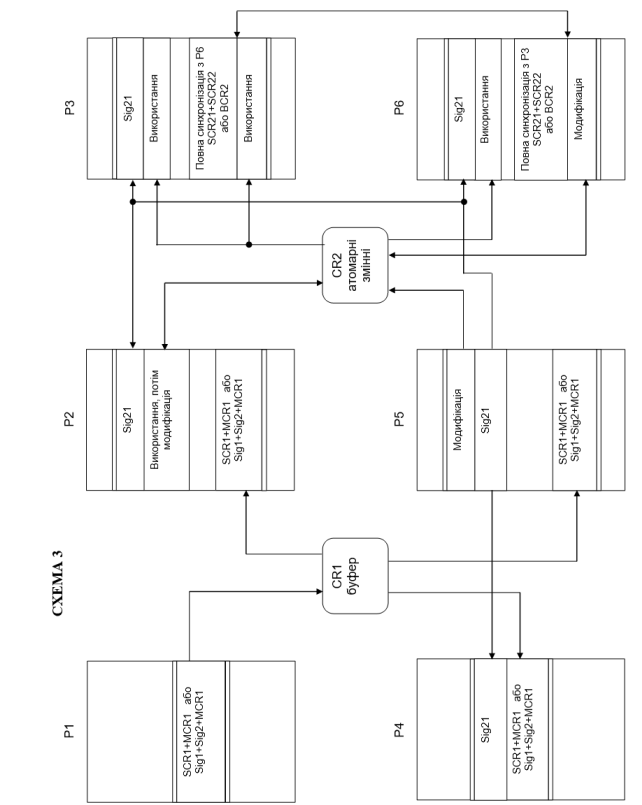 СХЕМА 3
P1
SCR1+MCR1 або
Sig1+Sig2+MCR1
P2
Sig21
Використання, потім
модифікація
SCR1+MCR1 або
Sig1+Sig2+MCR1
P3
Sig21
Використання
Повна синхронізація з P6
SCR21+SCR22
або BCR2
Використання
CR1
буфер
CR2
атомарні
змінні
P4
Sig21
SCR1+MCR1 або
Sig1+Sig2+MCR1
P5
Модифікація
Sig21
SCR1+MCR1 або
Sig1+Sig2+MCR1
P6
Sig21
Використання
Повна синхронізація з P3
SCR21+SCR22
або BCR2
Модифікація